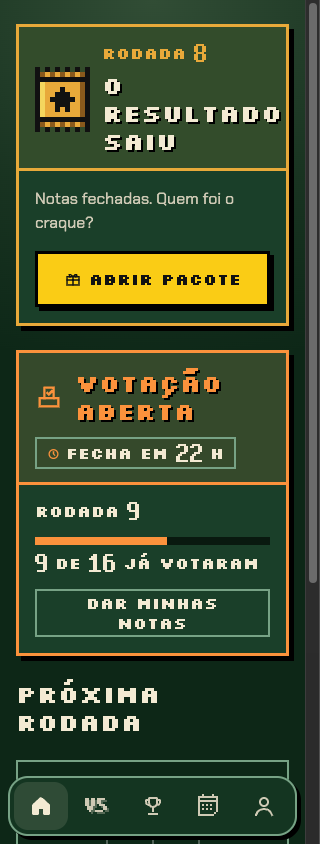 RODADA 8
O
RESULTADO
SAIU
Notas fechadas. Quem foi o
craque?
ABRIR PACOTE
VOTAÇÃO
ABERTA
FECHA EM 22 H
RODADA 9
9 DE 16 JÁ VOTARAM
DAR MINHAS
NOTAS
PRÓXIMA
RODADA
VS